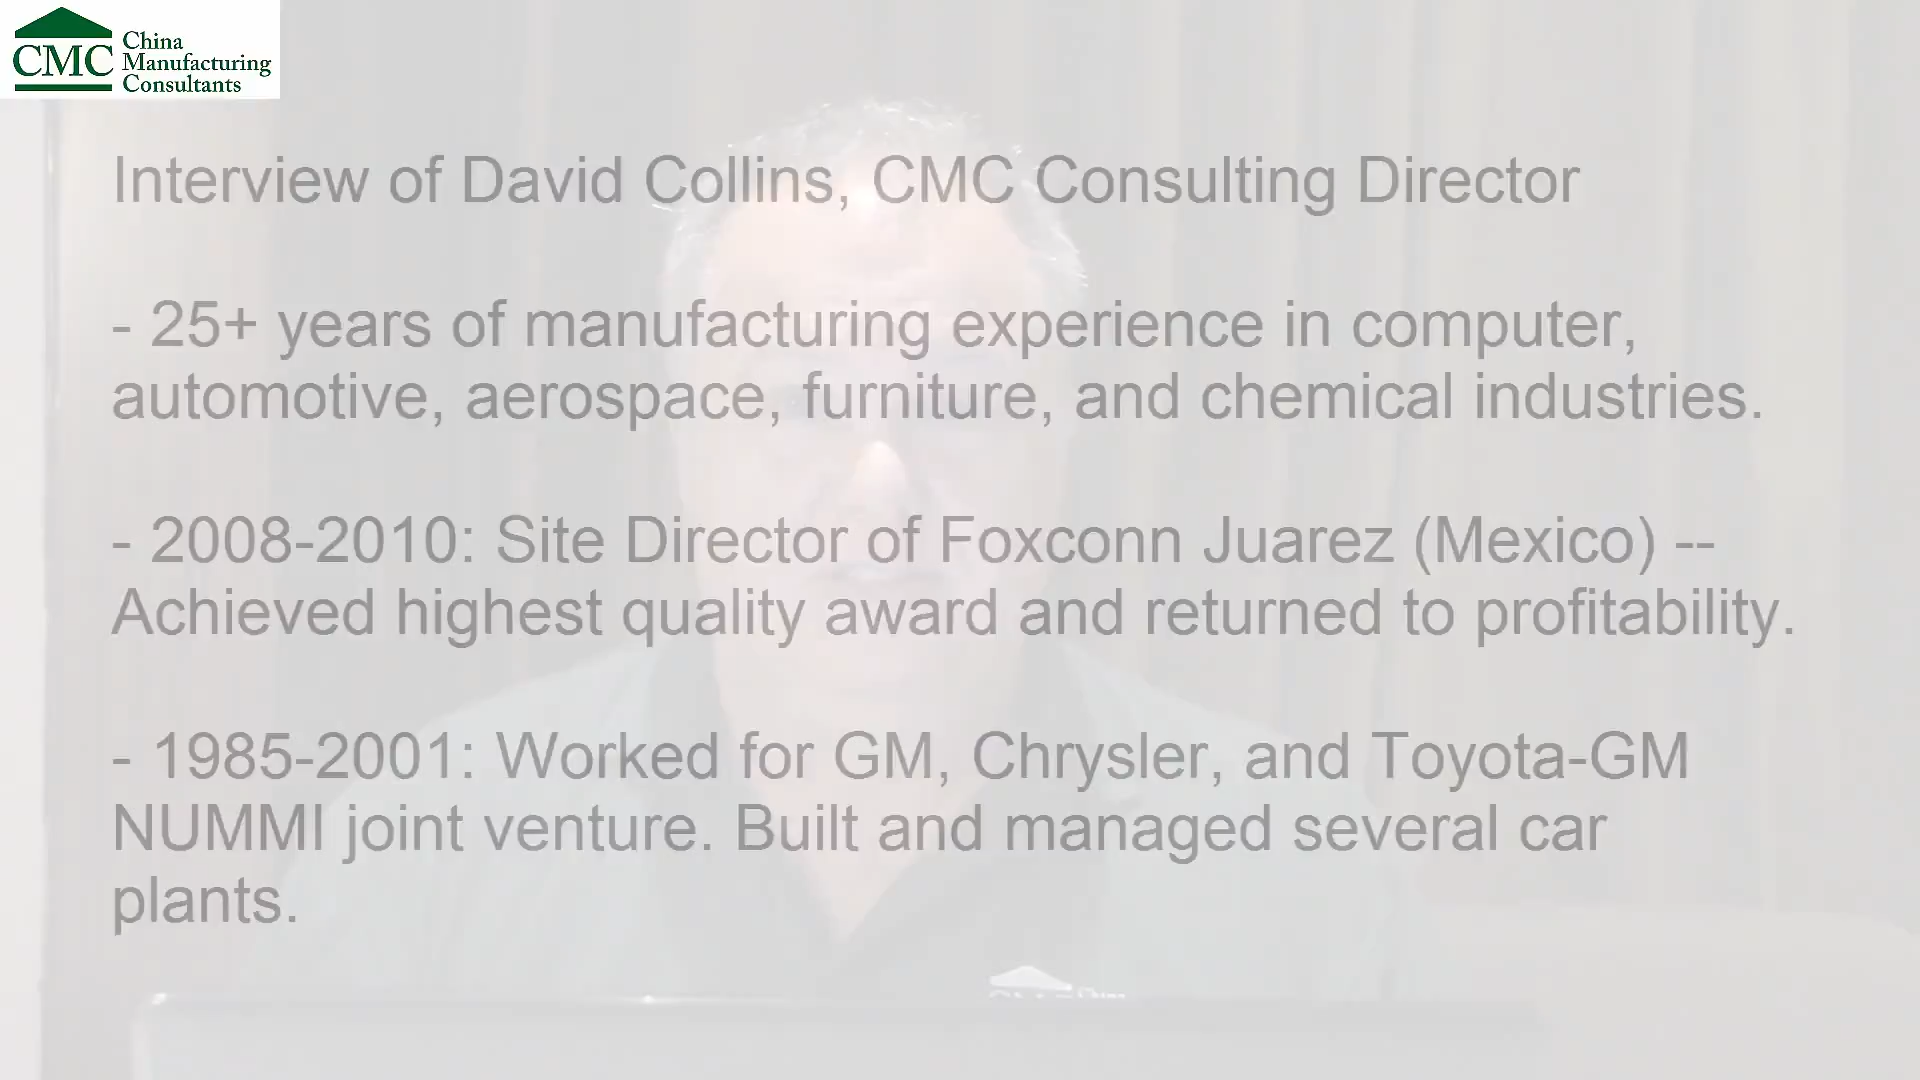 CMC
China
Manufacturing
Consultants
Interview of David Collins, CMC Consulting Director
- 25+ years of manufacturing experience in computer,
automotive, aerospace, furniture, and chemical industries.
- 2008-2010: Site Director of Foxconn Juarez (Mexico) --
Achieved highest quality award and returned to profitability.
- 1985-2001: Worked for GM, Chrysler, and Toyota-GM
NUMMI joint venture. Built and managed several car
plants.